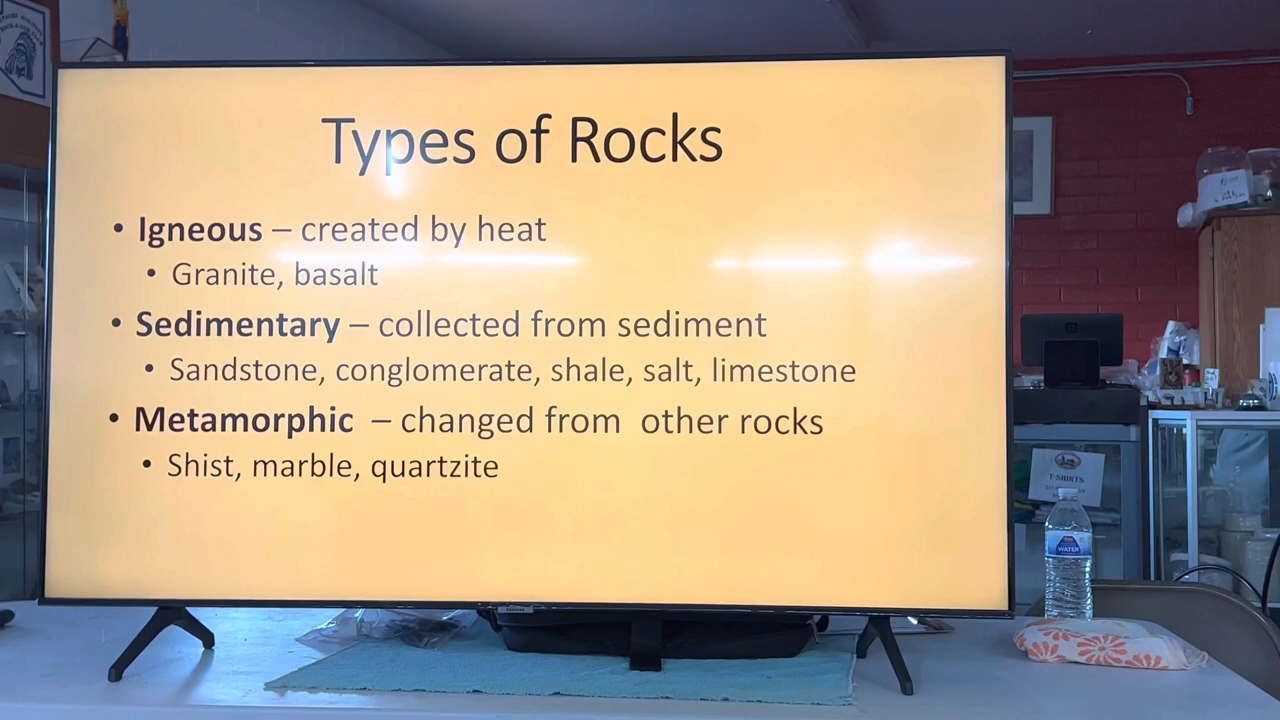 Types of Rocks
• Igneous – created by heat
• Granite, basalt
• Sedimentary – collected from sediment
• Sandstone, conglomerate, shale, salt, limestone
• Metamorphic – changed from other rocks
• Shist, marble, quartzite
T-SHIRTS
WATER